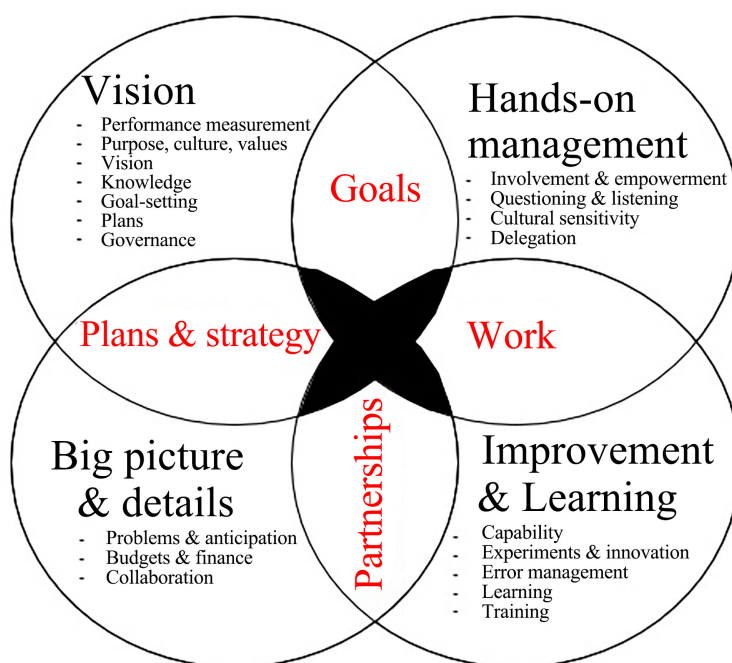 Vision
- Performance measurement
- Purpose, culture, values
- Vision
- Knowledge
- Goal-setting
- Plans
- Governance
Hands-on
management
- Involvement & empowerment
- Questioning & listening
- Cultural sensitivity
- Delegation
Goals
Plans & strategy
Work
Partnerships
Big picture
& details
- Problems & anticipation
- Budgets & finance
- Collaboration
Improvement
& Learning
- Capability
- Experiments & innovation
- Error management
- Learning
- Training